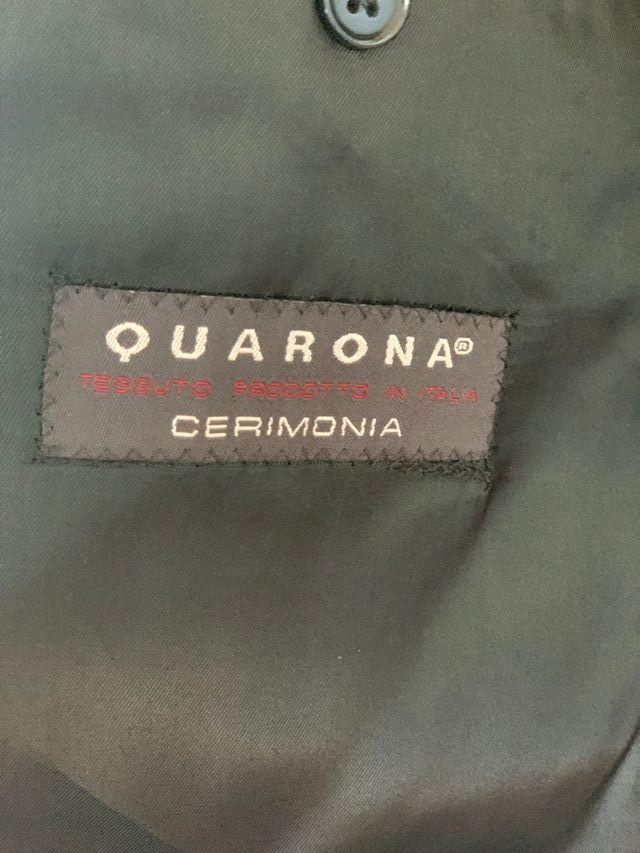 QUARONA®
TESSUTO PRODOTTO IN ITALIA
CERIMONIA